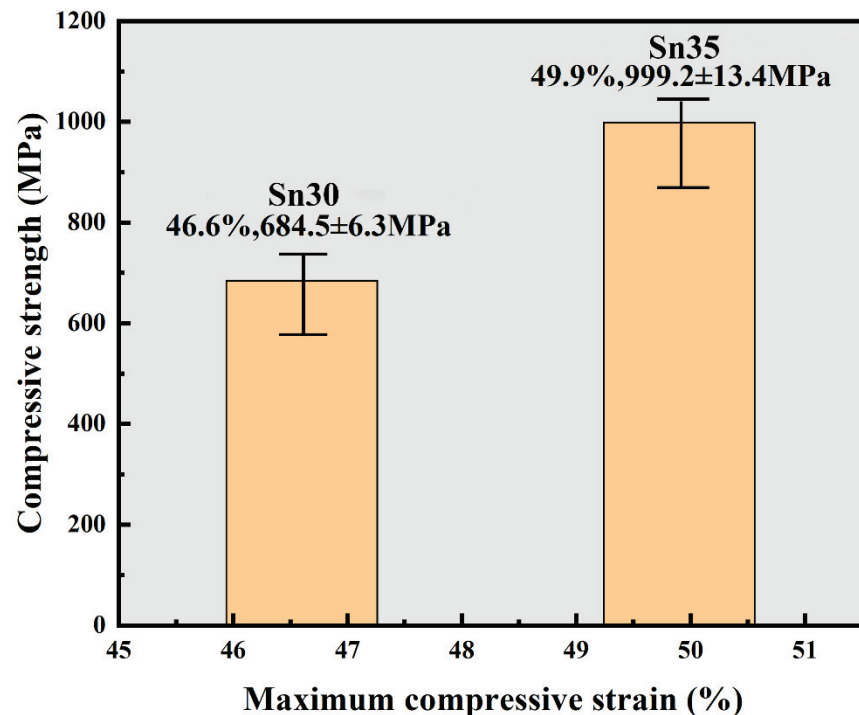 1200
1000
800
600
400
200
0
Compressive strength (MPa)
Sn30
46.6%,684.5±6.3MPa
Sn35
49.9%,999.2±13.4MPa
45 46 47 48 49 50 51
Maximum compressive strain (%)